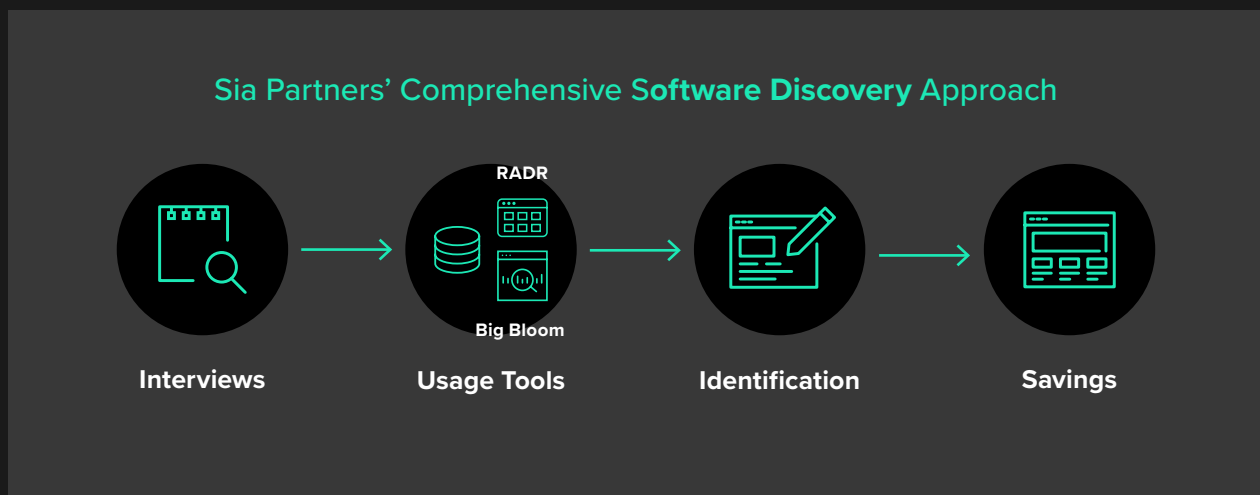 Sia Partners’ Comprehensive Software Discovery Approach
RADR
Big Bloom
Interviews
Usage Tools
Identification
Savings